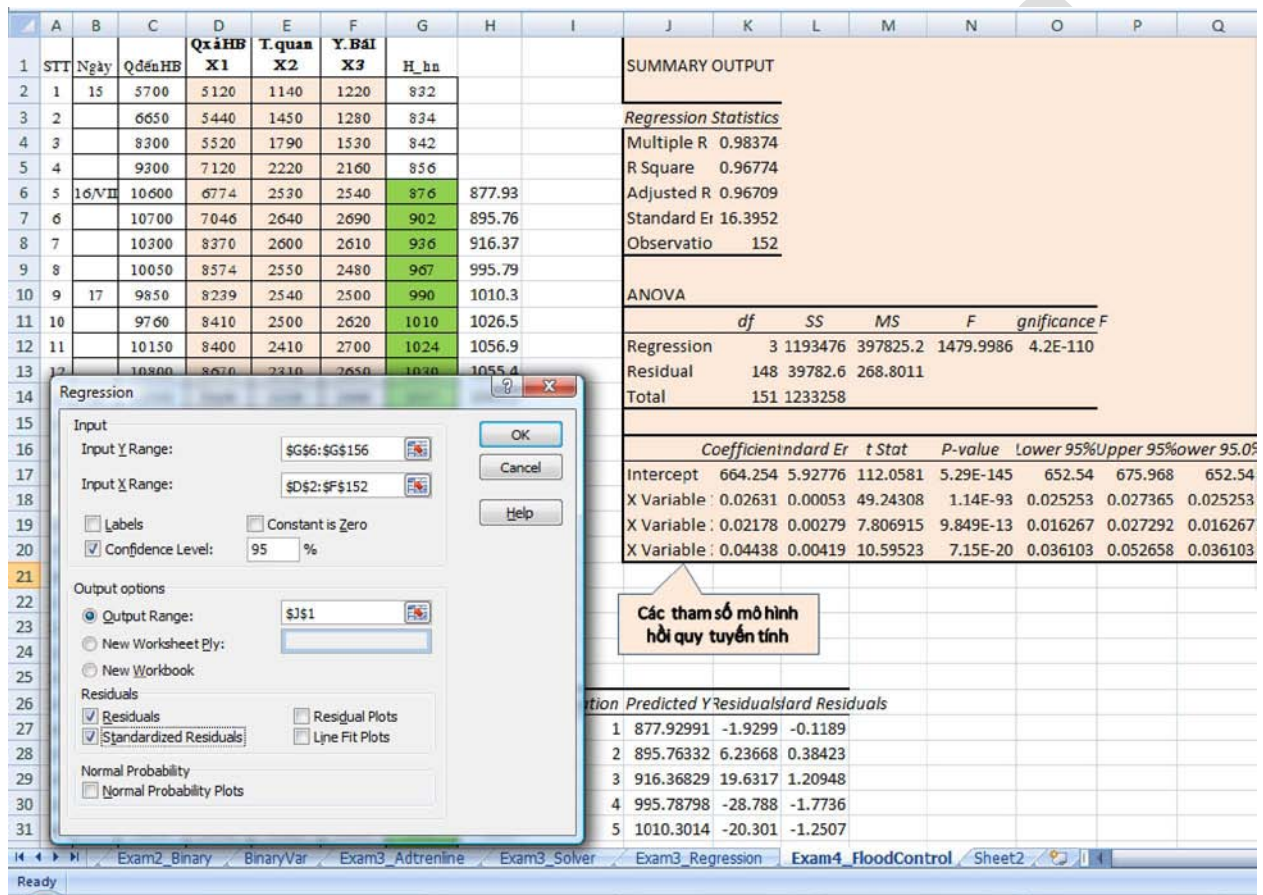 A B C D E F G H I J K L M N O P Q
1 STT Ngày QđếnHB QxảHB X1 T.quan X2 Y.BáI X3 H_hn SUMMARY OUTPUT
2 1 15 5700 5120 1140 1220 832
3 2 6650 5440 1450 1280 834 Regression Statistics
4 3 8300 5520 1790 1530 842 Multiple R 0.98374
5 4 9300 7120 2220 2160 856 R Square 0.96774
6 5 16/VII 10600 6774 2530 2540 876 877.93 Adjusted R 0.96709
7 6 10700 7046 2640 2690 902 895.76 Standard Er 16.3952
8 7 10300 8370 2600 2610 936 916.37 Observatio 152
9 8 10050 8574 2550 2480 967 995.79
10 9 17 9850 8239 2540 2500 990 1010.3 ANOVA
11 10 9760 8410 2500 2620 1010 1026.5 df SS MS F gnificance F
12 11 10150 8400 2410 2700 1024 1056.9 Regression 3 1193476 397825.2 1479.9986 4.2E-110
13 12 10800 8670 2310 2650 1030 1055.4 Residual 148 39782.6 268.8011
14 Total 151 1233258
15
16 Coefficien ndard Er t Stat P-value Lower 95% Upper 95% ower 95.0%
17 Intercept 664.254 5.92776 112.0581 5.29E-145 652.54 675.968 652.54
18 X Variable 0.02631 0.00053 49.24308 1.14E-93 0.025253 0.027365 0.025253
19 X Variable 0.02178 0.00279 7.806915 9.849E-13 0.016267 0.027292 0.016267
20 X Variable 0.04438 0.00419 10.59523 7.15E-20 0.036103 0.052658 0.036103
21
22
23
24
25
Các tham số mô hình
hồi quy tuyến tính
26 tion Predicted Y Residuals lard Residuals
27 1 877.92991 -1.9299 -0.1189
28 2 895.76332 6.23668 0.38423
29 3 916.36829 19.6317 1.20948
30 4 995.78798 -28.788 -1.7736
31 5 1010.3014 -20.301 -1.2507
Regression
Input
Input Y Range: $G$6:$G$156
Input X Range: $D$2:$F$152
Labels Constant is Zero
Confidence Level: 95 %
OK
Cancel
Help
Output options
Output Range: $J$1
New Worksheet Ply:
New Workbook
Residuals
Residuals Residual Plots
Standardized Residuals Line Fit Plots
Normal Probability
Normal Probability Plots
Exam2_Binary BinaryVar Exam3_Adtrenline Exam3_Solver Exam3_Regression Exam4_FloodControl Sheet2
Ready